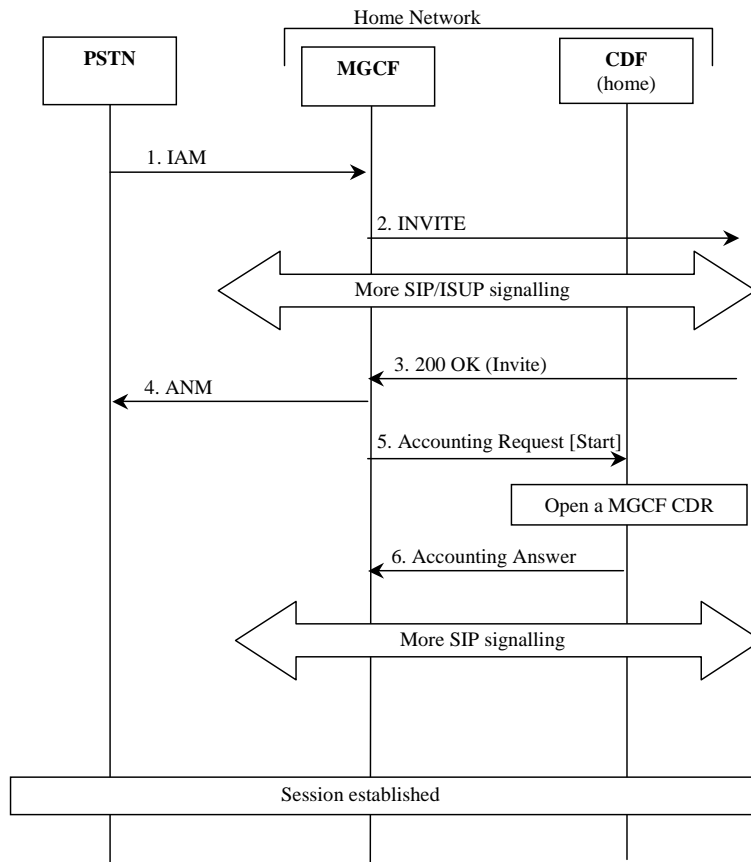 Home Network
PSTN
MGCF
CDF
(home)
1. IAM
2. INVITE
More SIP/ISUP signalling
3. 200 OK (Invite)
4. ANM
5. Accounting Request [Start]
Open a MGCF CDR
6. Accounting Answer
More SIP signalling
Session established